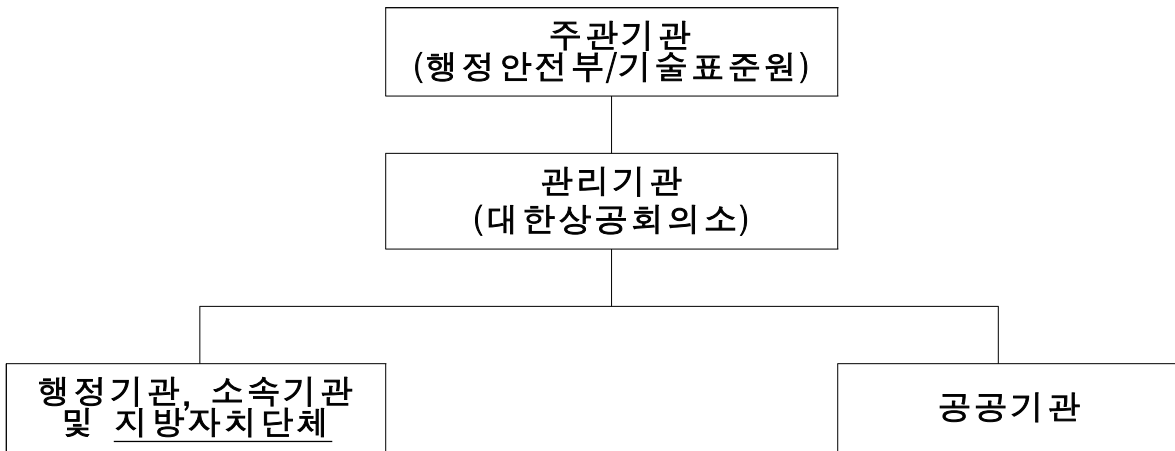 주관기관
(행정안전부/기술표준원)
관리기관
(대한상공회의소)
행정기관, 소속기관
및 지방자치단체
공공기관